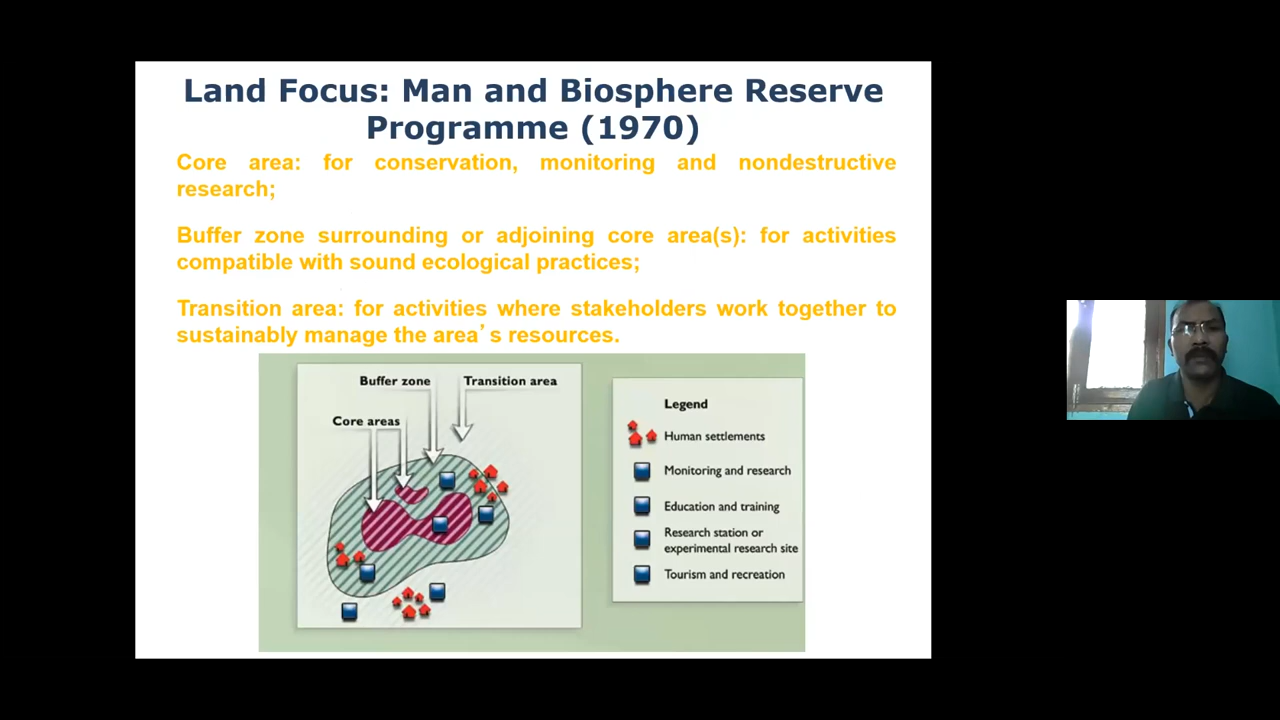 Land Focus: Man and Biosphere Reserve
Programme (1970)
Core area: for conservation, monitoring and nondestructive
research;
Buffer zone surrounding or adjoining core area(s): for activities
compatible with sound ecological practices;
Transition area: for activities where stakeholders work together to
sustainably manage the area’s resources.
Buffer zone
Transition area
Core areas
Legend
Human settlements
Monitoring and research
Education and training
Research station or
experimental research site
Tourism and recreation